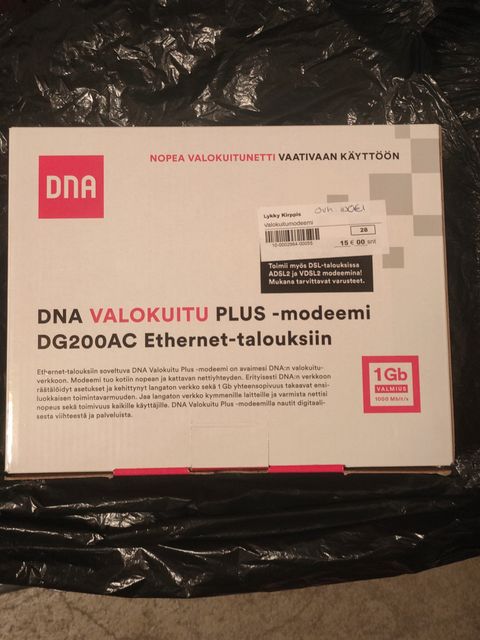 NOPEA VALOKUITUNETTI VAATIVAAN KÄYTTÖÖN
DNA
Lykky Kirppis
Valokuitumodeemi
28
10-0002984-00055
15 € 00 snt
Toimii myös DSL-talouksissa
ADSL2 ja VDSL2 modeemina!
Mukana tarvittavat varusteet.
DNA VALOKUITU PLUS -modeemi
DG200AC Ethernet-talouksiin
Ethernet-talouksiin soveltuva DNA Valokuitu Plus -modeemi on avaimesi DNA:n valokuitu-
verkkoon. Modeemi tuo kotiin nopean ja kattavan nettiyhteyden. Erityisesti DNA:n verkkoon
räätälöidyt asetukset ja kehittynyt langaton verkko sekä 1 Gb yhteensopivuus takaavat ensi-
luokkaisen toimintavarmuuden. Jaa langaton verkko kymmenille laitteille ja varmista nettisi
nopeus sekä toimivuus kaikille käyttäjille. DNA Valokuitu Plus -modeemilla nautit digitaali-
sesta viihteestä ja palveluista.
1Gb
VALMIUS
1000 Mbit/s